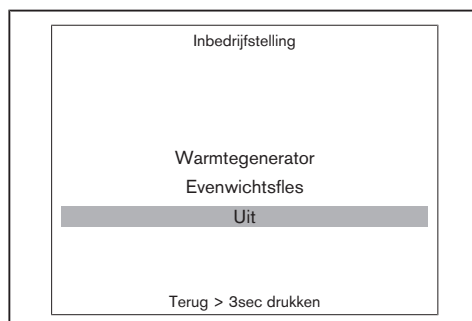 Inbedrijfstelling
Warmtegenerator
Evenwichtsfles
Uit
Terug > 3sec drukken